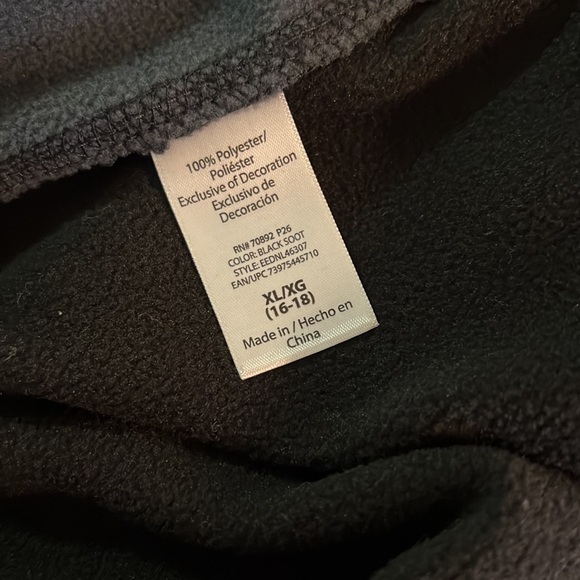 100% Polyester/
Poliéster
Exclusive of Decoration
Exclusivo de
Decoración
RN# 70892 P26
COLOR: BLACK SOOT
STYLE: EEDNL46307
EAN/UPC 73975445710
XL/XG
(16-18)
Made in / Hecho en
China